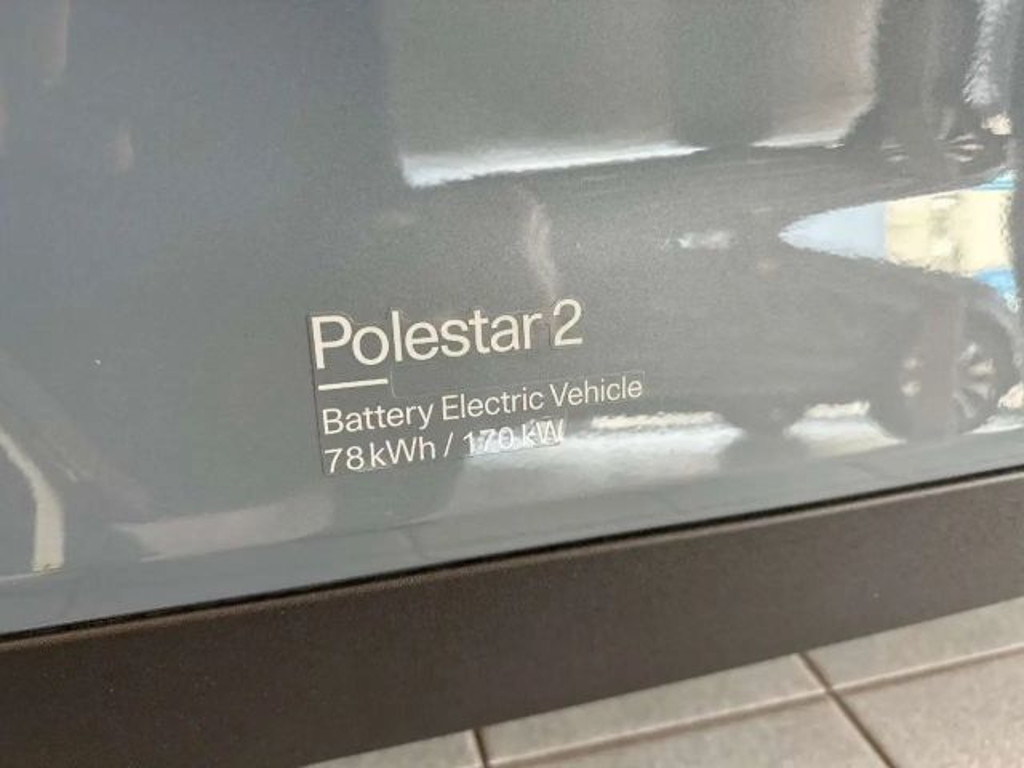 Polestar 2
Battery Electric Vehicle
78 kWh / 170 kW